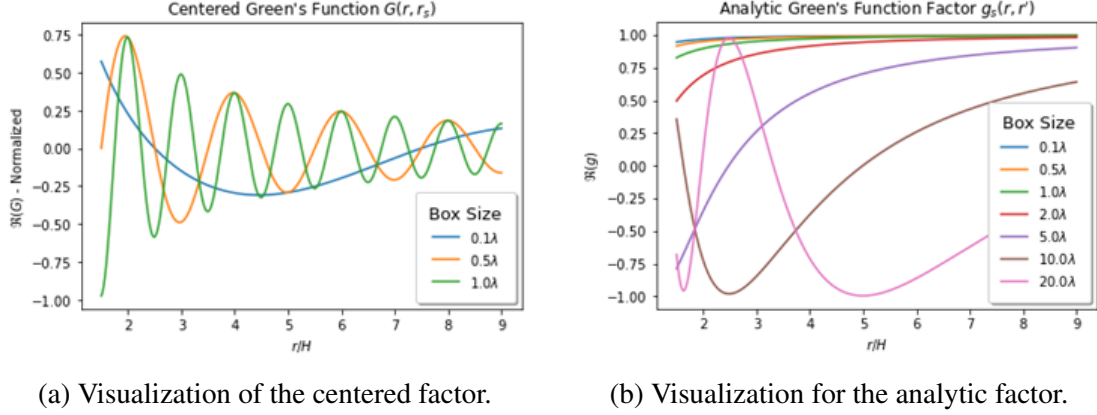 Centered Green's Function G(r, r_s)
ℜ(G) - Normalized
0.75
0.50
0.25
0.00
−0.25
−0.50
−0.75
−1.00
Box Size
0.1λ
0.5λ
1.0λ
2
3
4
5
6
7
8
9
r/H
Analytic Green's Function Factor g_s(r, r′)
ℜ(g)
1.00
0.75
0.50
0.25
0.00
−0.25
−0.50
−0.75
−1.00
Box Size
0.1λ
0.5λ
1.0λ
2.0λ
5.0λ
10.0λ
20.0λ
2
3
4
5
6
7
8
9
r/H
(a) Visualization of the centered factor.
(b) Visualization for the analytic factor.